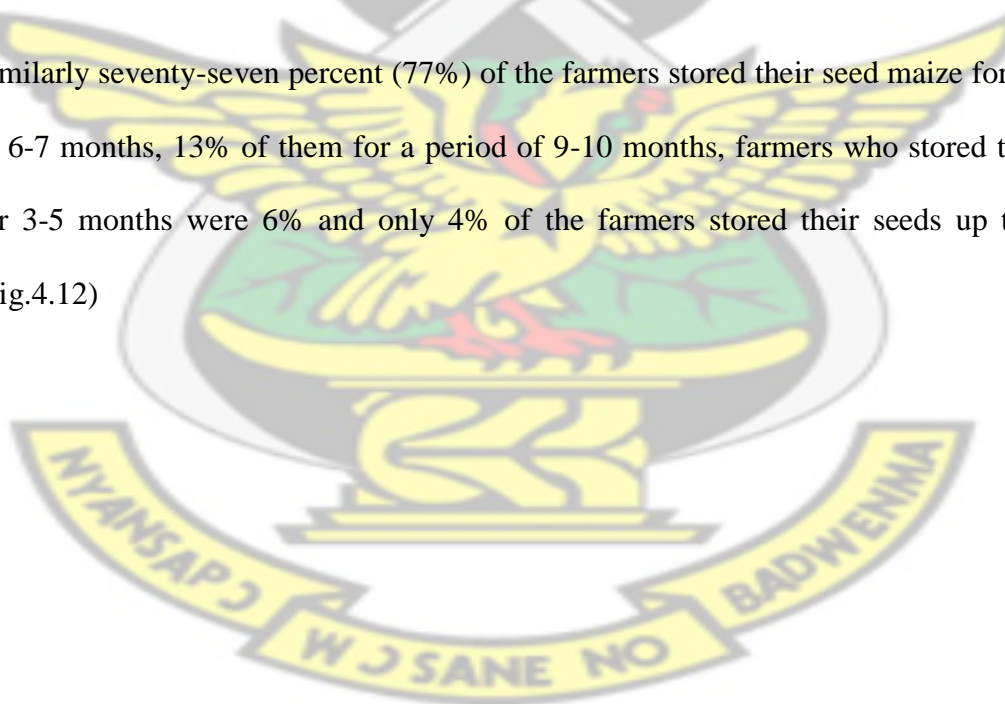 milarly seventy-seven percent (77%) of the farmers stored their seed maize for
6-7 months, 13% of them for a period of 9-10 months, farmers who stored t
r 3-5 months were 6% and only 4% of the farmers stored their seeds up t
ig.4.12)
NYANSAPƆ
WƆSANE NO
BADWENMA